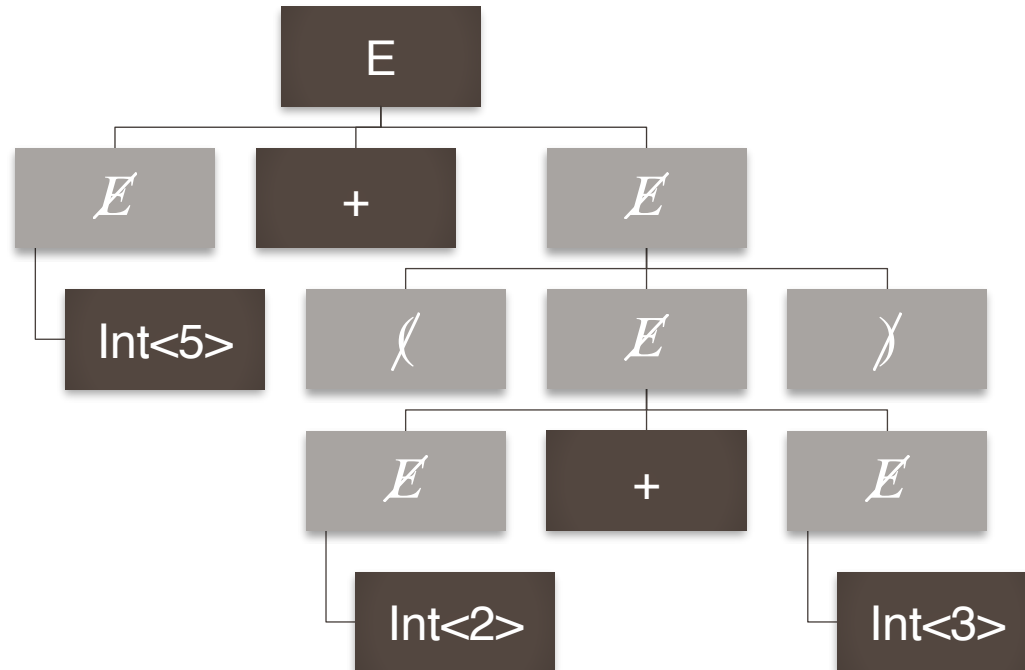 E
E + E
Int<5> ( E )
E + E
Int<2> Int<3>